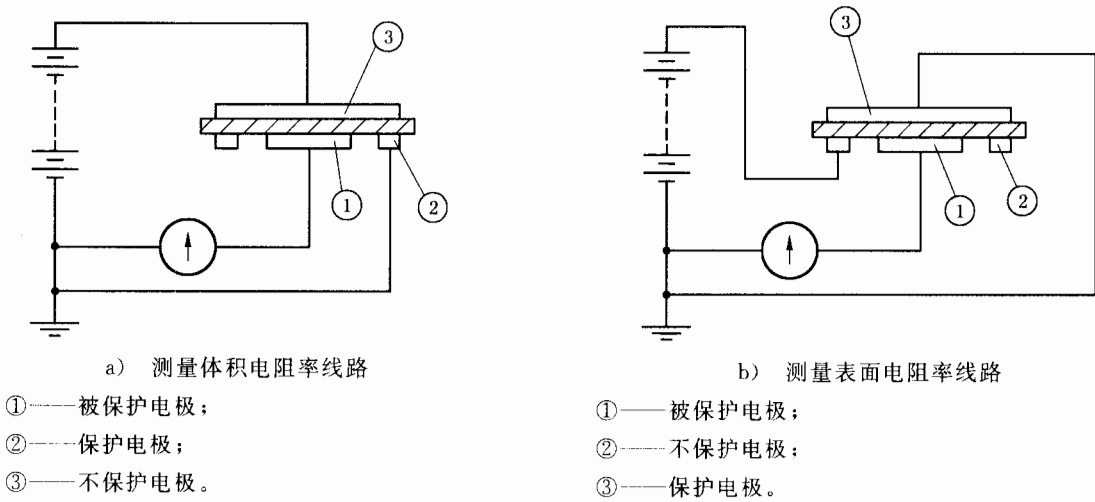 ③
①
②
a) 测量体积电阻率线路
①——被保护电极；
②——保护电极；
③——不保护电极。
③
①
②
b) 测量表面电阻率线路
①——被保护电极；
②——不保护电极；
③——保护电极。